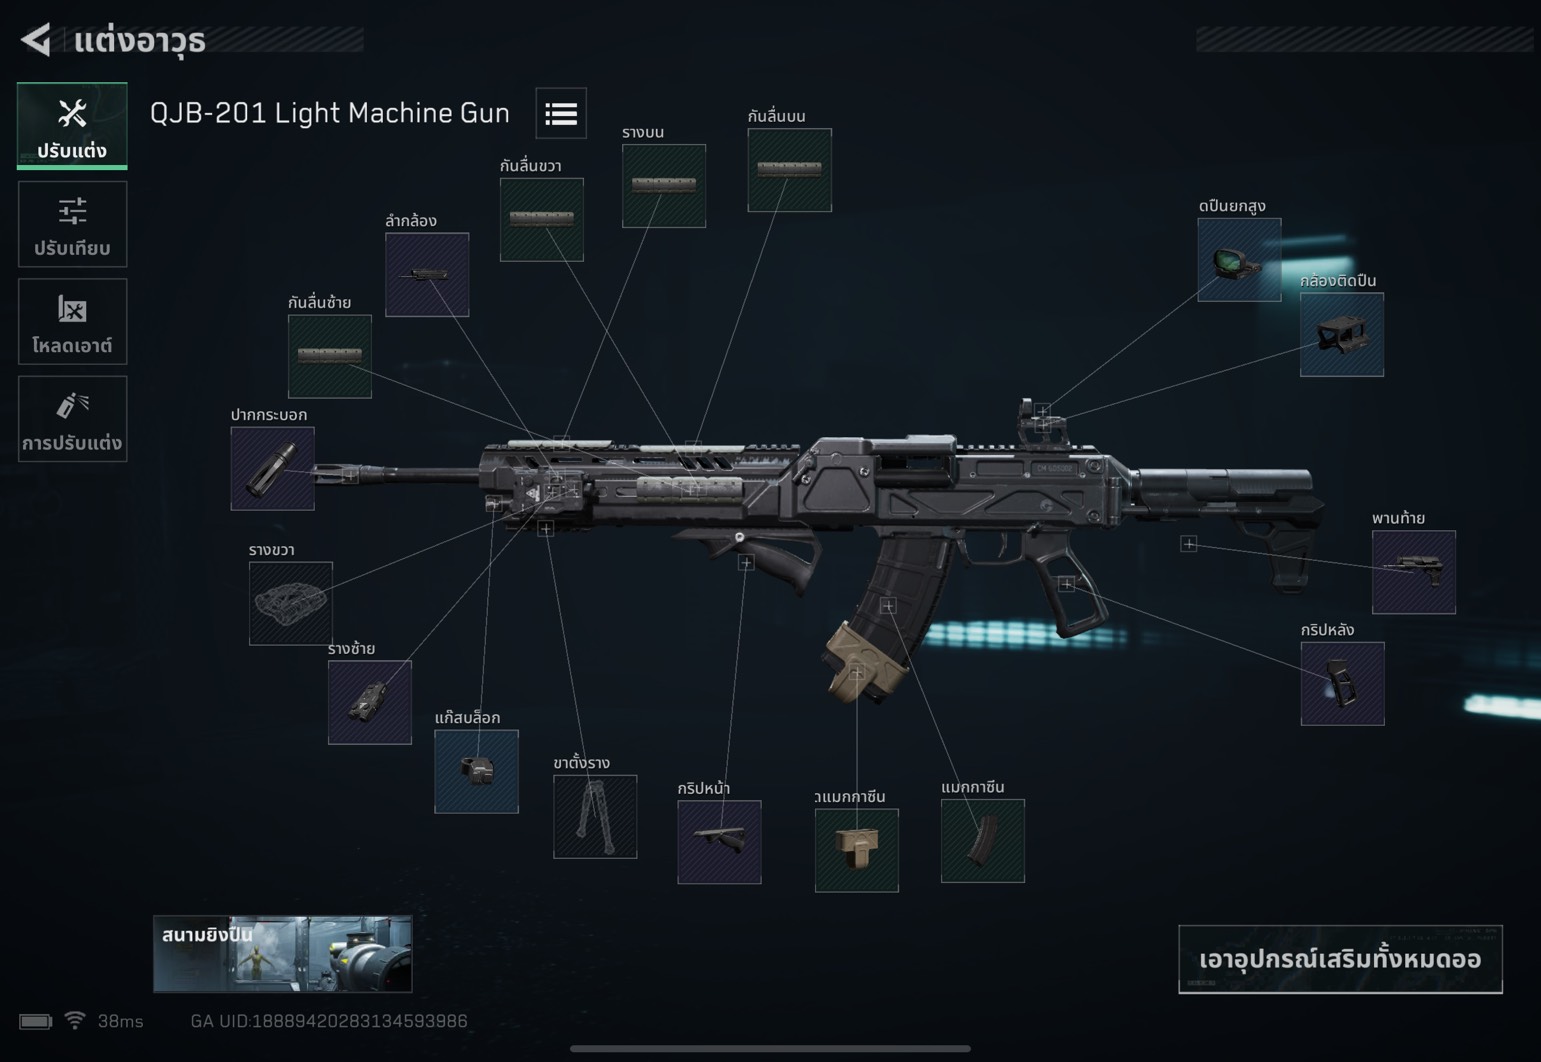 แต่งอาวุธ
ปรับแต่ง
QJB-201 Light Machine Gun
กันลื่นบน
รางบน
กันลื่นขวา
ปรับเทียบ
ลำกล้อง
ดปืนยกสูง
กล้องติดปืน
กันลื่นซ้าย
โหลดเอาต์
ปากกระบอก
การปรับแต่ง
CM
พานท้าย
รางขวา
กริปหลัง
รางซ้าย
แก๊สบล็อก
ขาตั้งราง
กริปหน้า
ดแมกกาซีน
แมกกาซีน
สนามยิงปืน
เอาอุปกรณ์เสริมทั้งหมดออ
38ms
GA UID:18889420283134593986